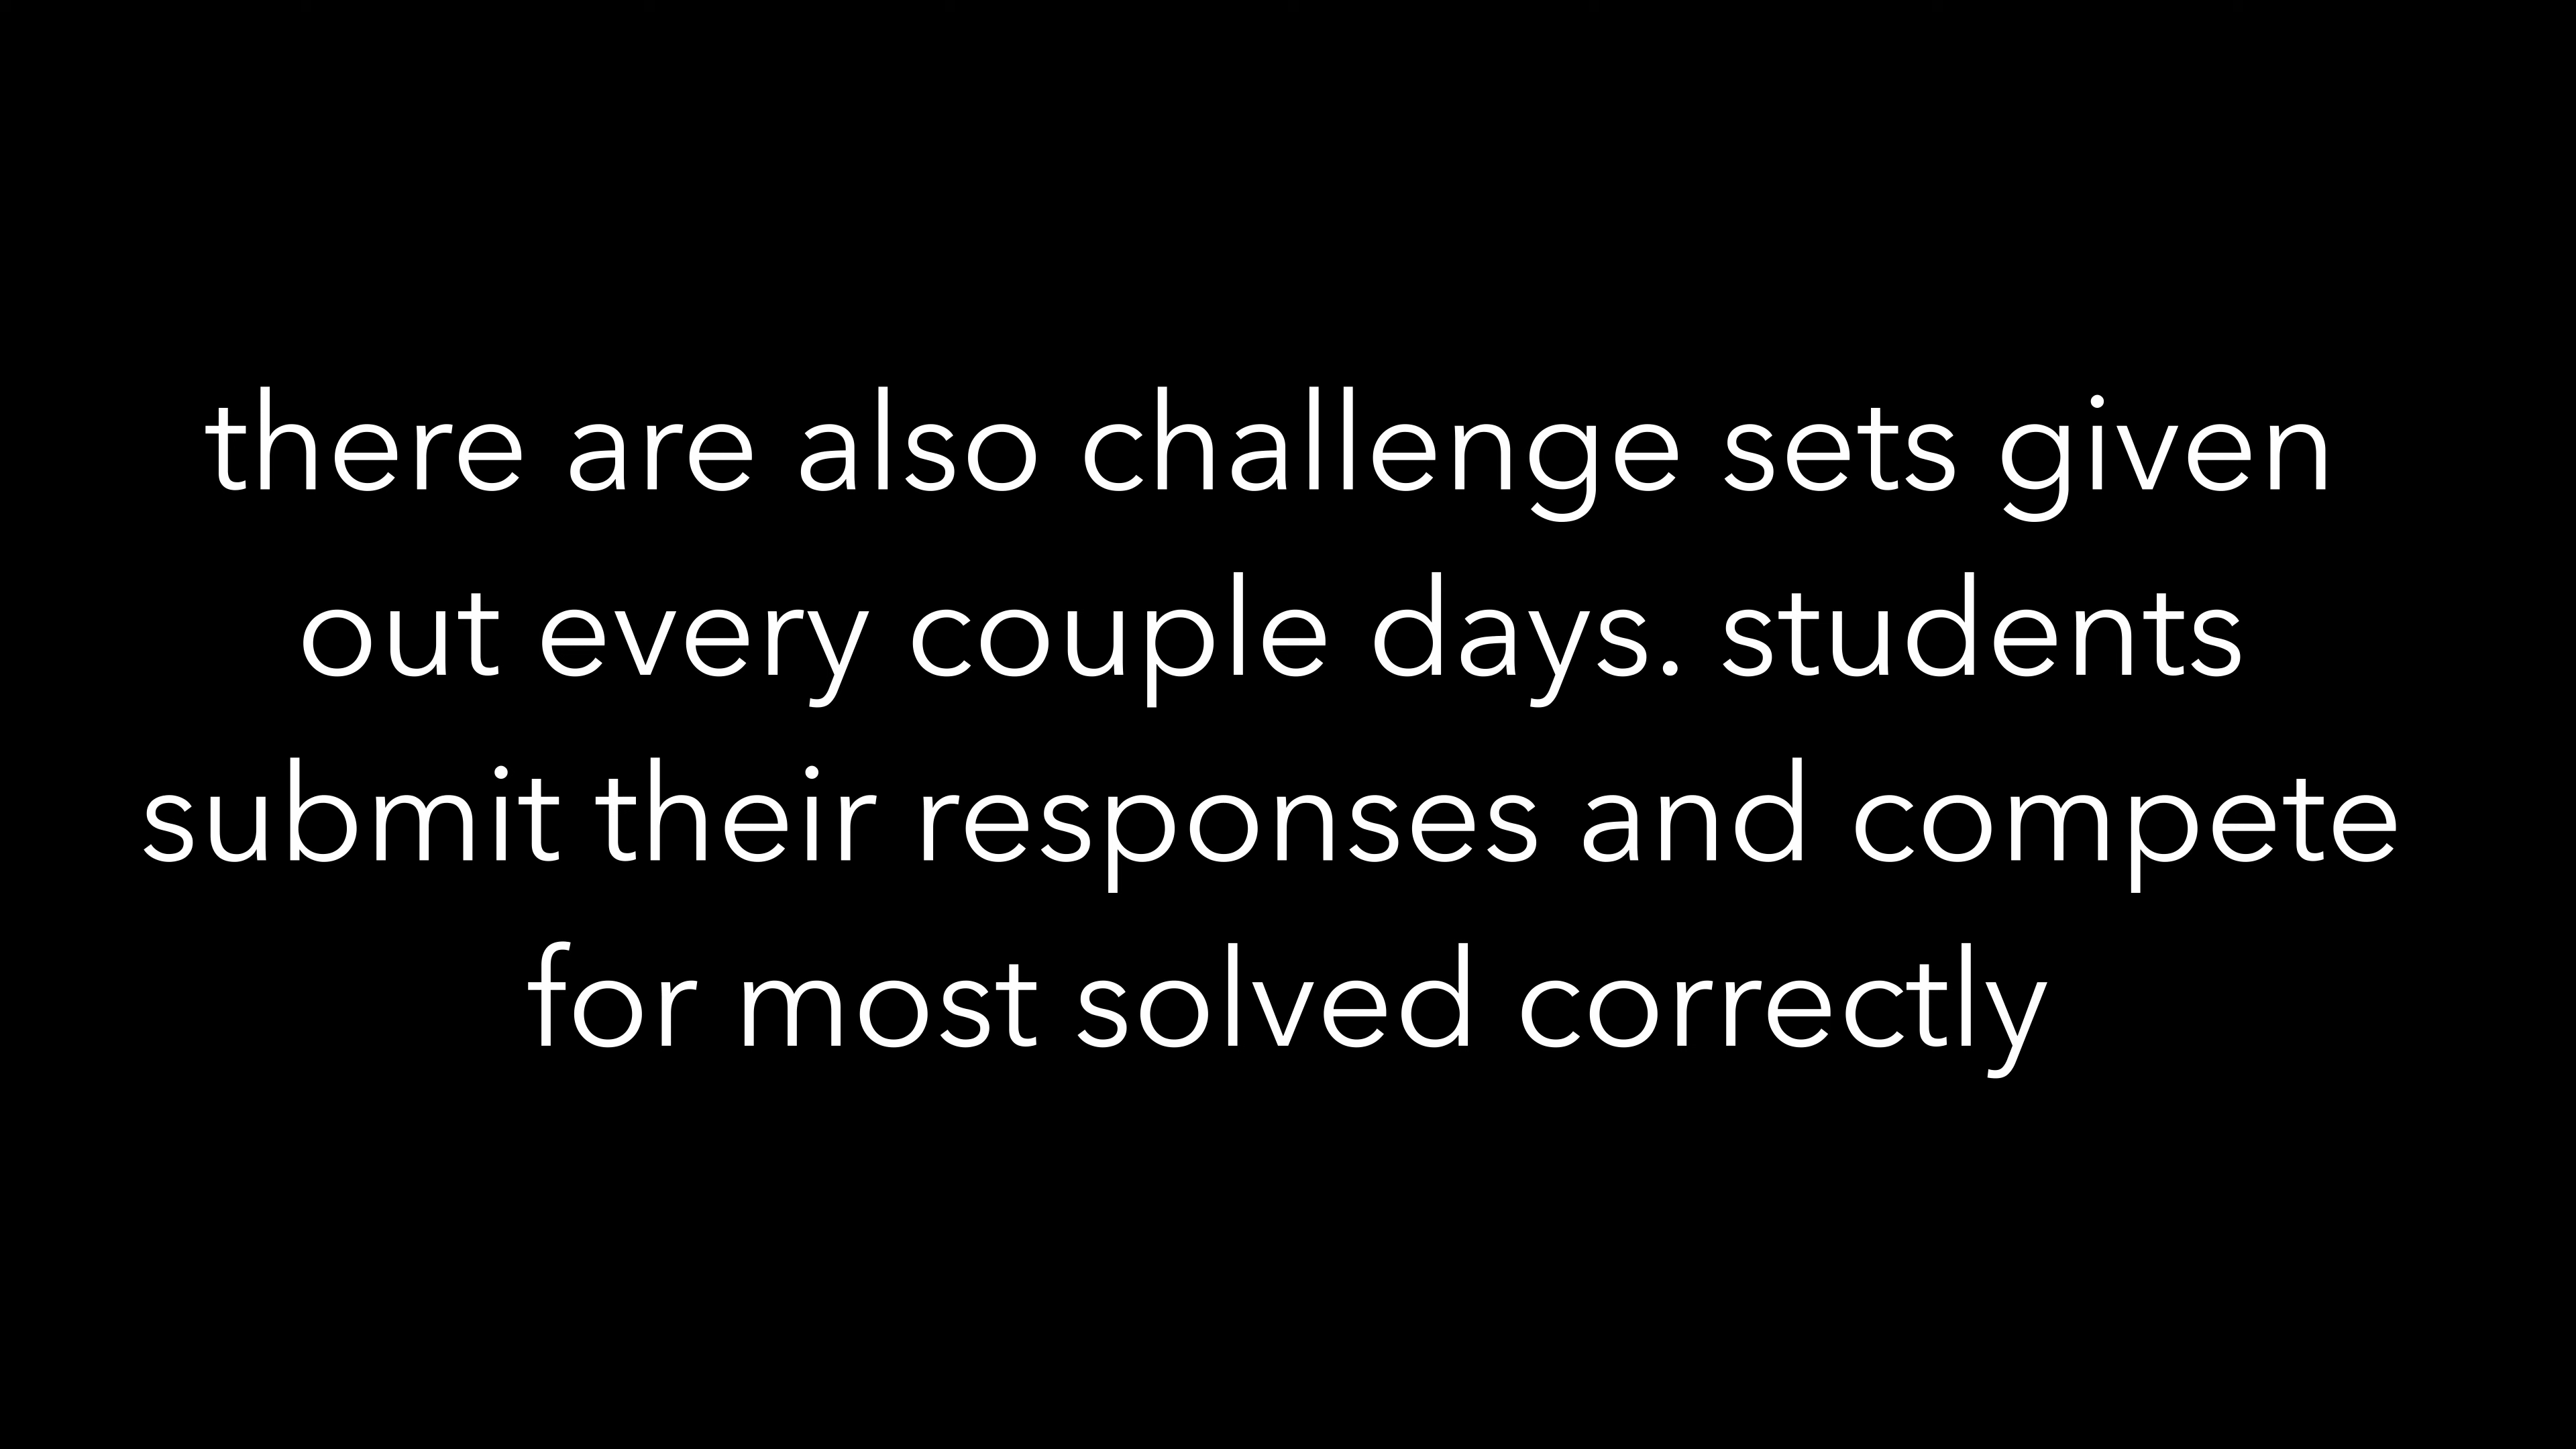 there are also challenge sets given
out every couple days. students
submit their responses and compete
for most solved correctly